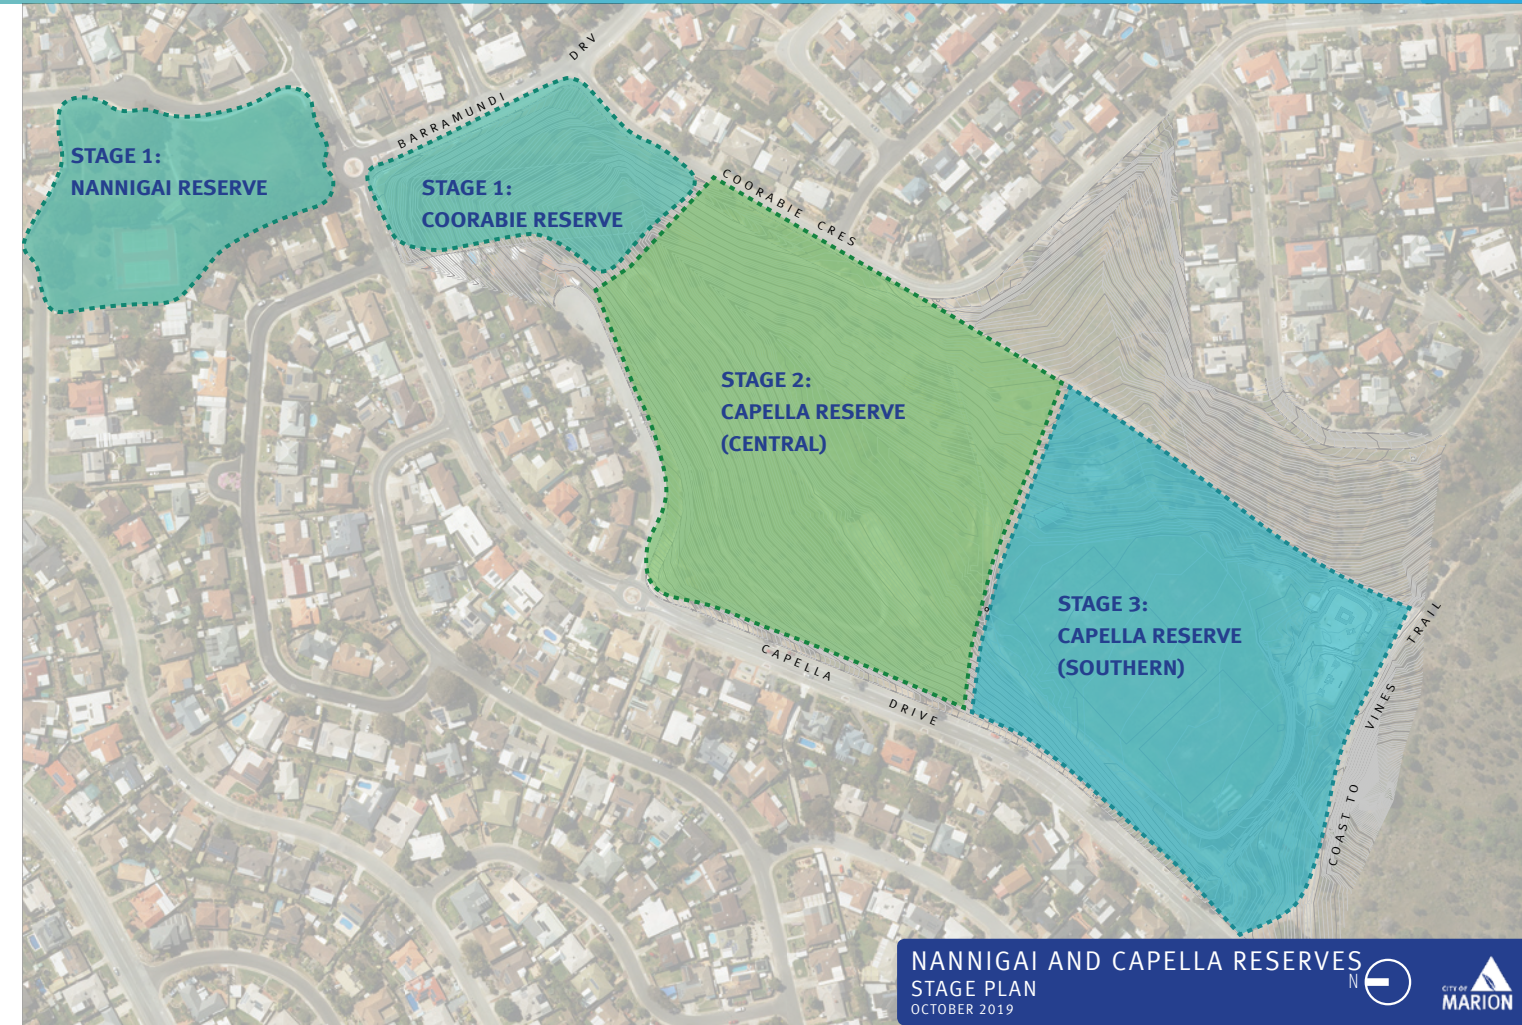 BARRAMUNDI DRV
STAGE 1:
NANNIGAI RESERVE
STAGE 1:
COORABIE RESERVE
COORABIE CRES
STAGE 2:
CAPELLA RESERVE
(CENTRAL)
STAGE 3:
CAPELLA RESERVE
(SOUTHERN)
CAPELLA DRIVE
COAST TO VINES TRAIL
NANNIGAI AND CAPELLA RESERVES
STAGE PLAN
OCTOBER 2019
N
CITY OF
MARION